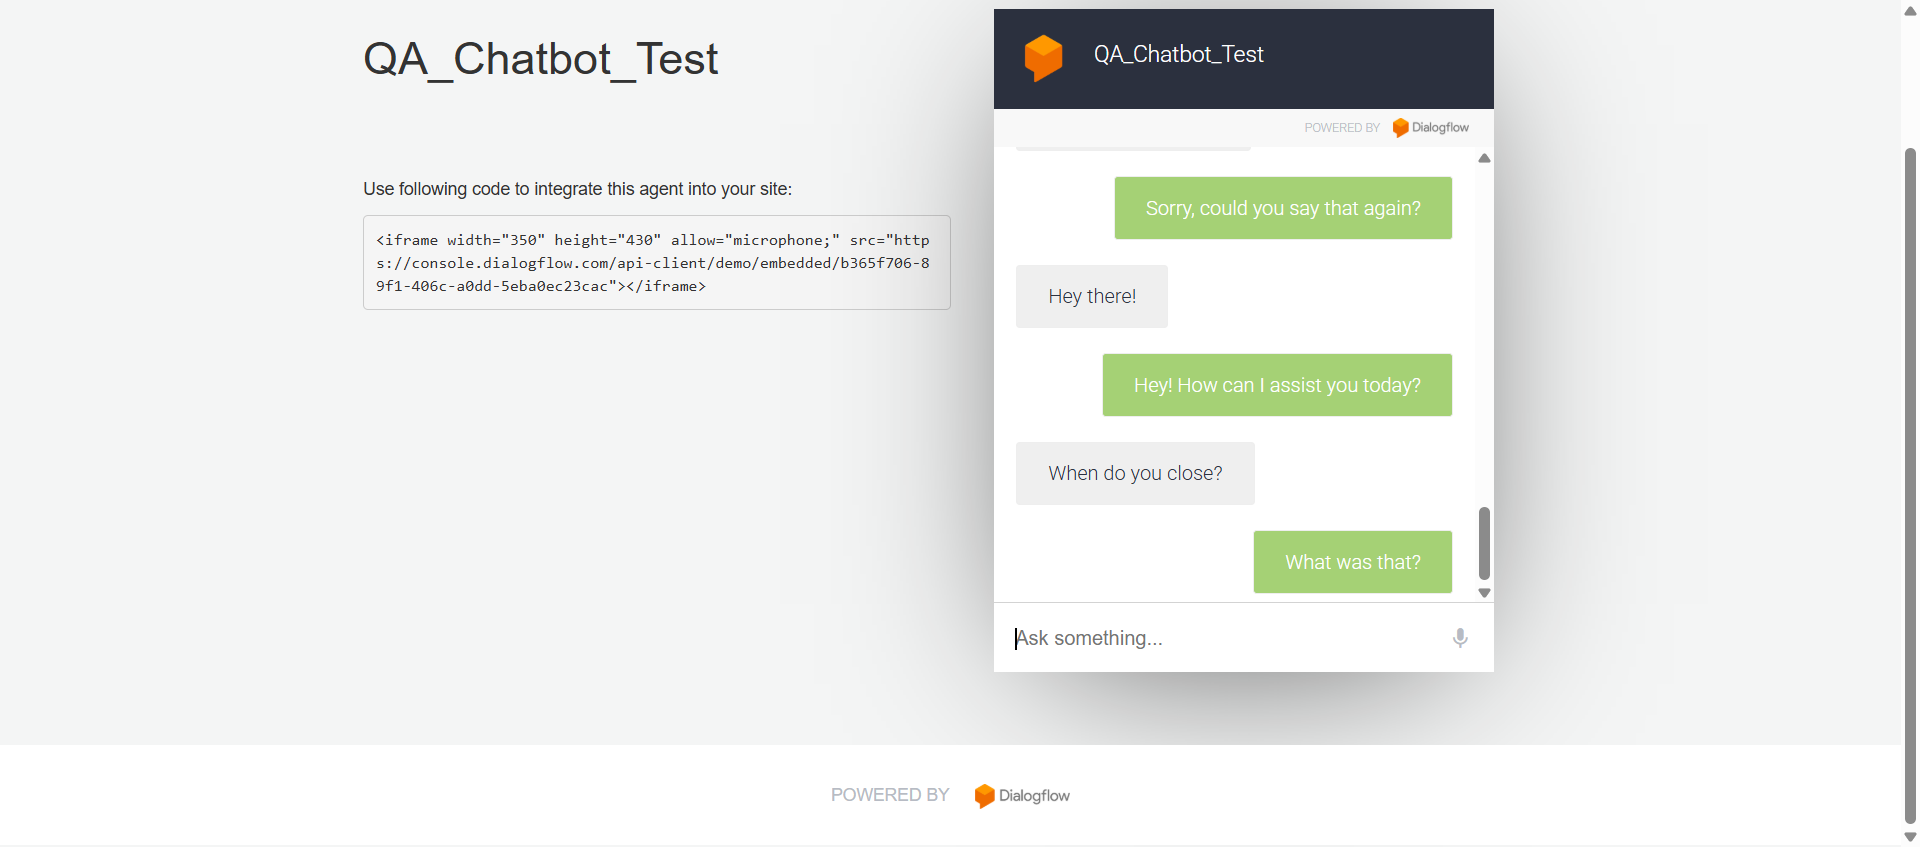 QA_Chatbot_Test
Use following code to integrate this agent into your site:
<iframe width="350" height="430" allow="microphone;" src="http
s://console.dialogflow.com/api-client/demo/embedded/b365f706-8
9f1-406c-a0dd-5eba0ec23cac"></iframe>
QA_Chatbot_Test
POWERED BY Dialogflow
Sorry, could you say that again?
Hey there!
Hey! How can I assist you today?
When do you close?
What was that?
Ask something...
POWERED BY Dialogflow